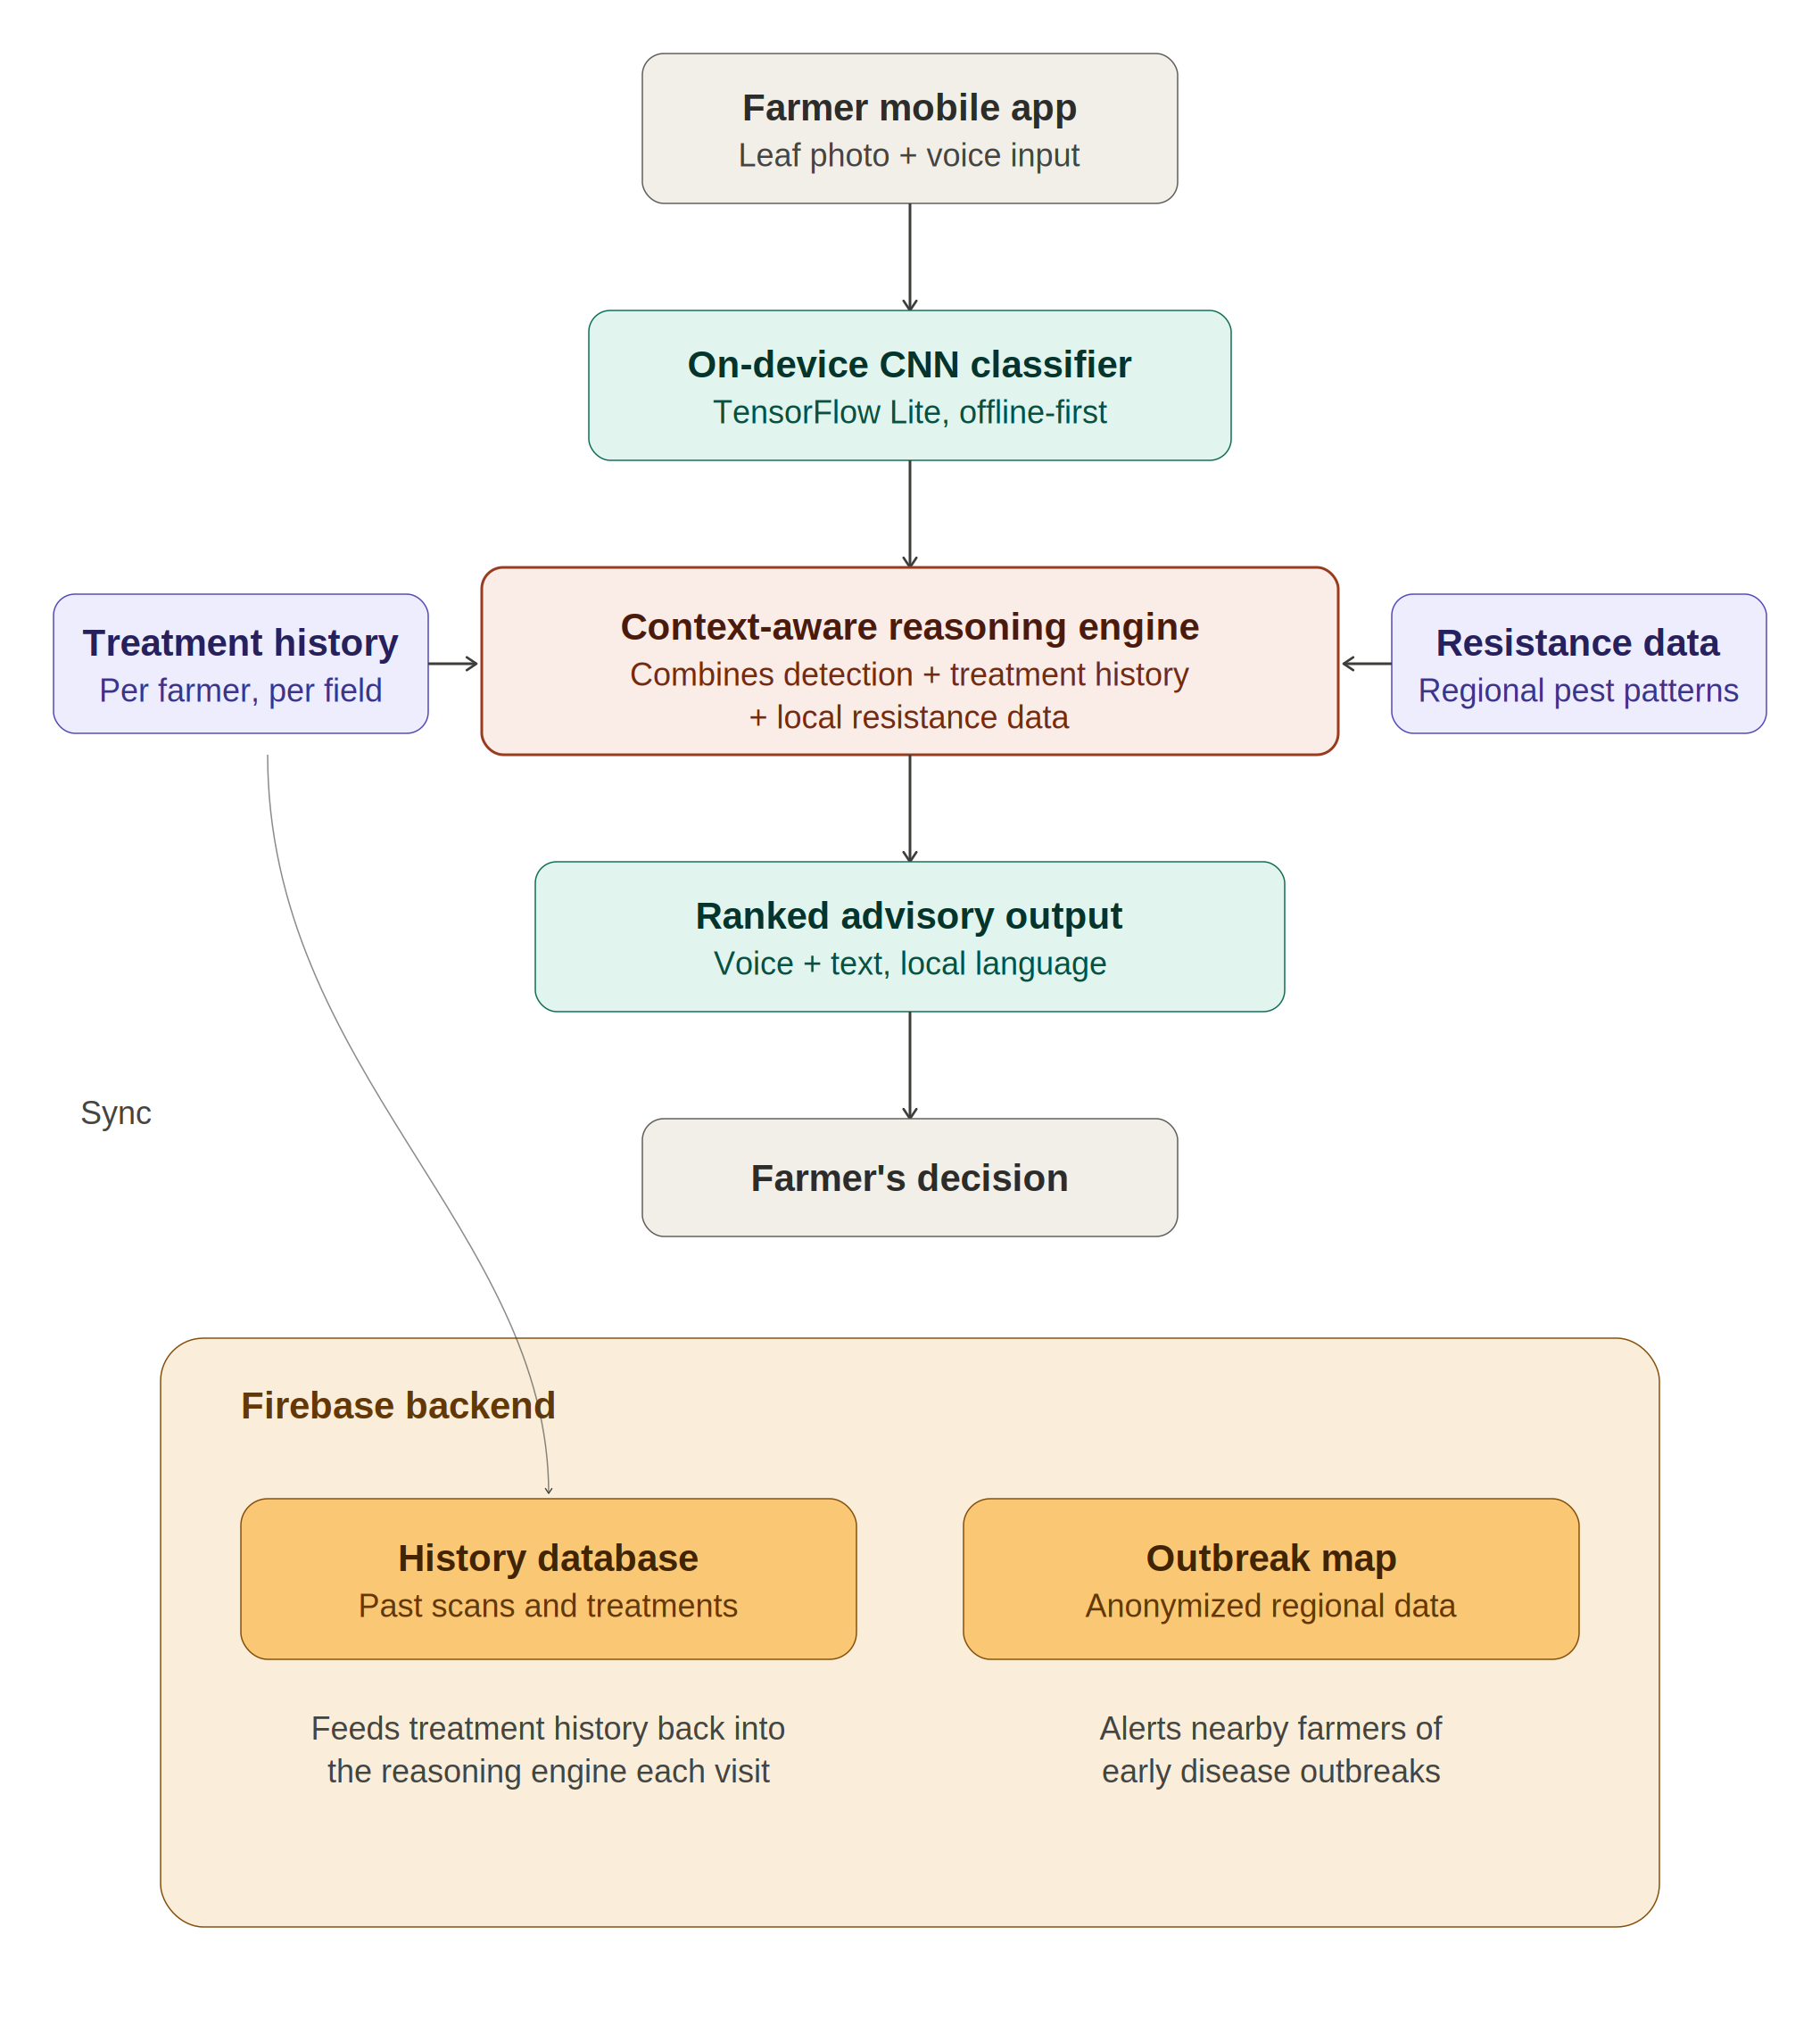 Farmer mobile app
Leaf photo + voice input
On-device CNN classifier
TensorFlow Lite, offline-first
Treatment history
Per farmer, per field
Context-aware reasoning engine
Combines detection + treatment history
+ local resistance data
Resistance data
Regional pest patterns
Ranked advisory output
Voice + text, local language
Sync
Farmer's decision
Firebase backend
History database
Past scans and treatments
Outbreak map
Anonymized regional data
Feeds treatment history back into
the reasoning engine each visit
Alerts nearby farmers of
early disease outbreaks